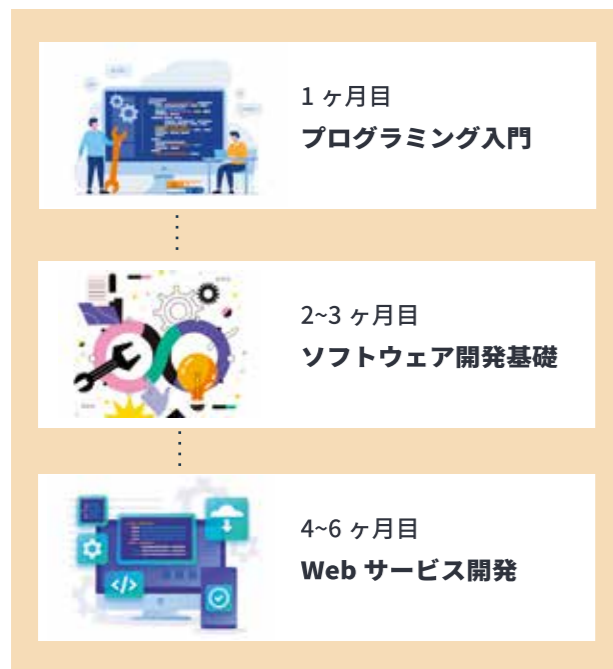 1 ヶ月目
プログラミング入門
2~3 ヶ月目
ソフトウェア開発基礎
4~6 ヶ月目
Web サービス開発
</>